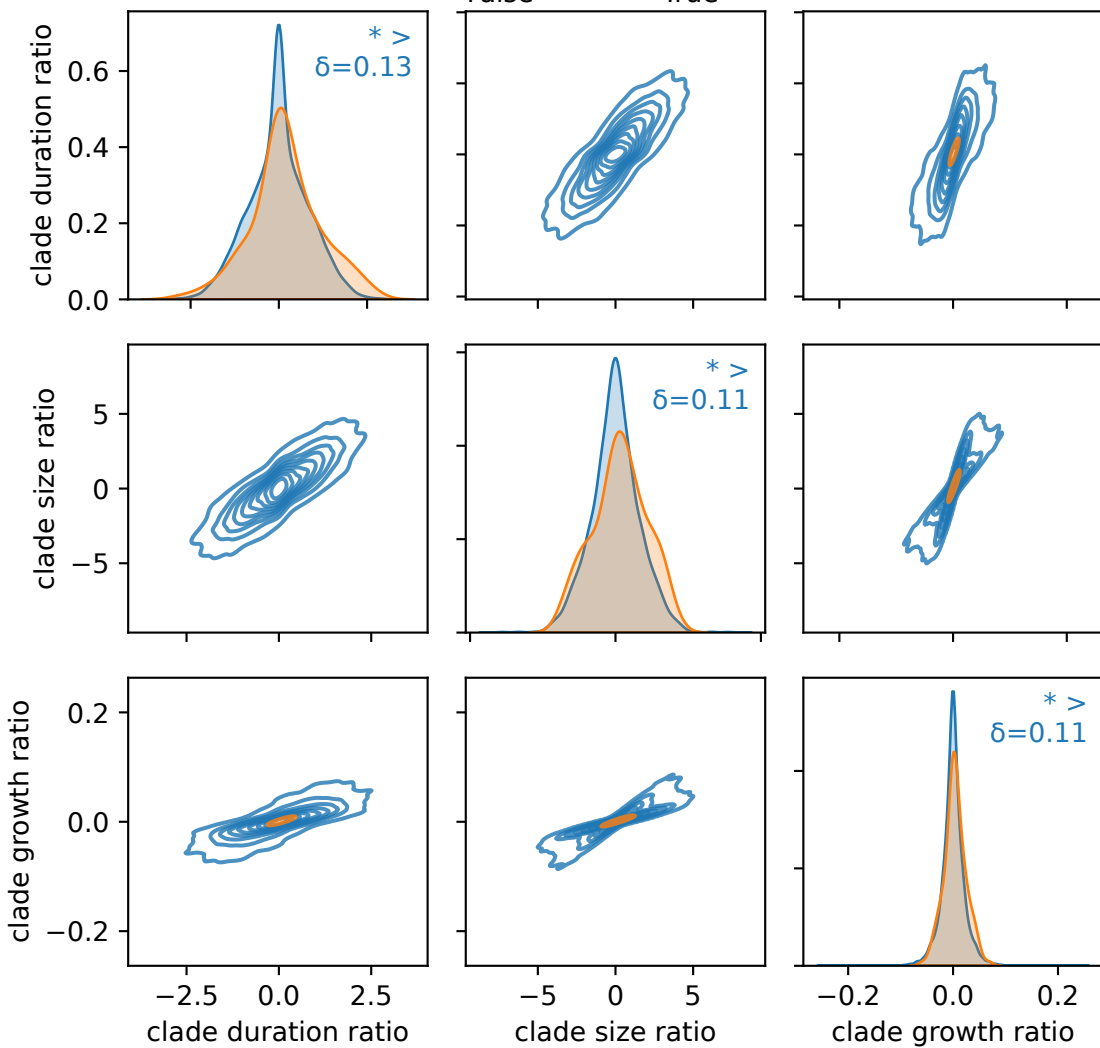 * >
δ=0.13
clade duration ratio
0.6
0.4
0.2
0.0
* >
δ=0.11
clade size ratio
5
0
−5
* >
δ=0.11
clade growth ratio
0.2
0.0
−0.2
−2.5 0.0 2.5
−5 0 5
−0.2 0.0 0.2
clade duration ratio
clade size ratio
clade growth ratio